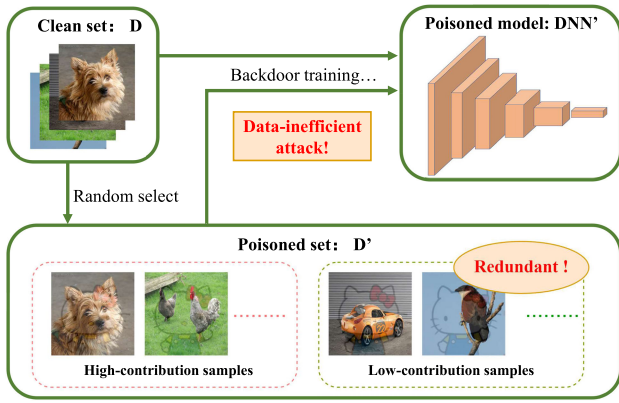 Clean set： D
Poisoned model: DNN’
Backdoor training…
Data-inefficient
attack!
Random select
Poisoned set： D’
Redundant !
High-contribution samples
Low-contribution samples